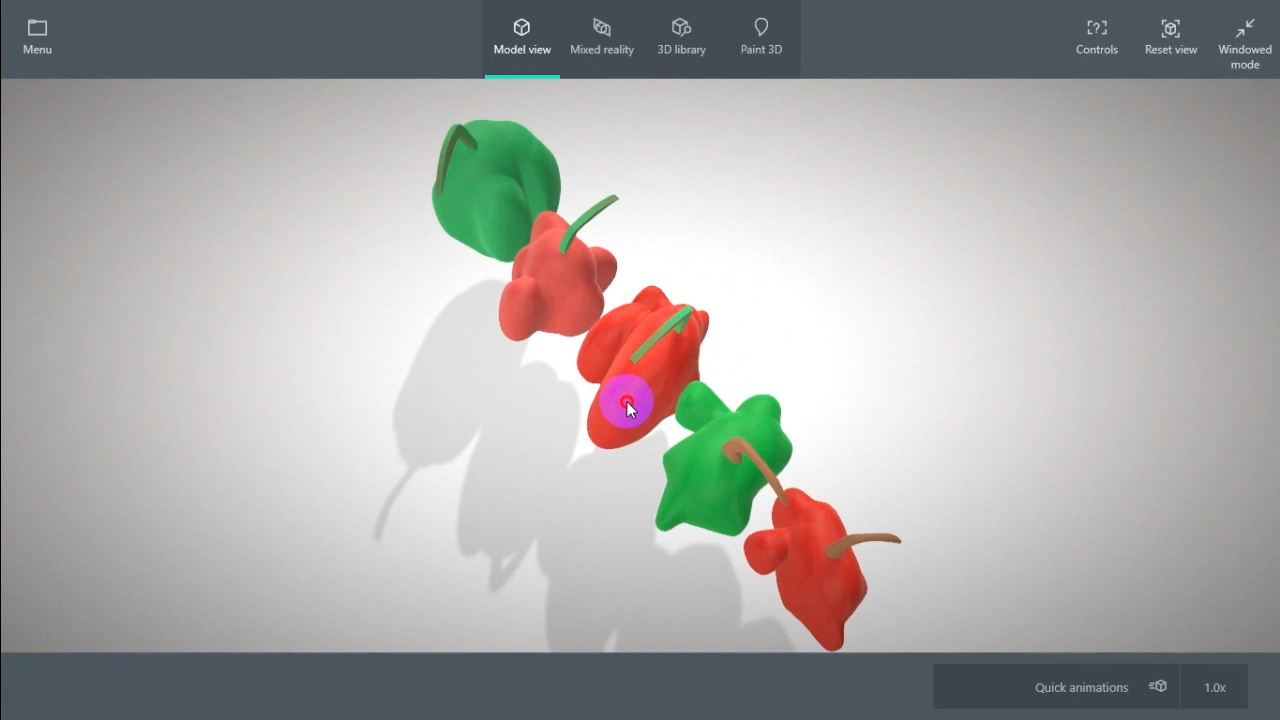 Menu
Model view
Mixed reality
3D library
Paint 3D
Controls
Reset view
Windowed
mode
Quick animations
1.0x